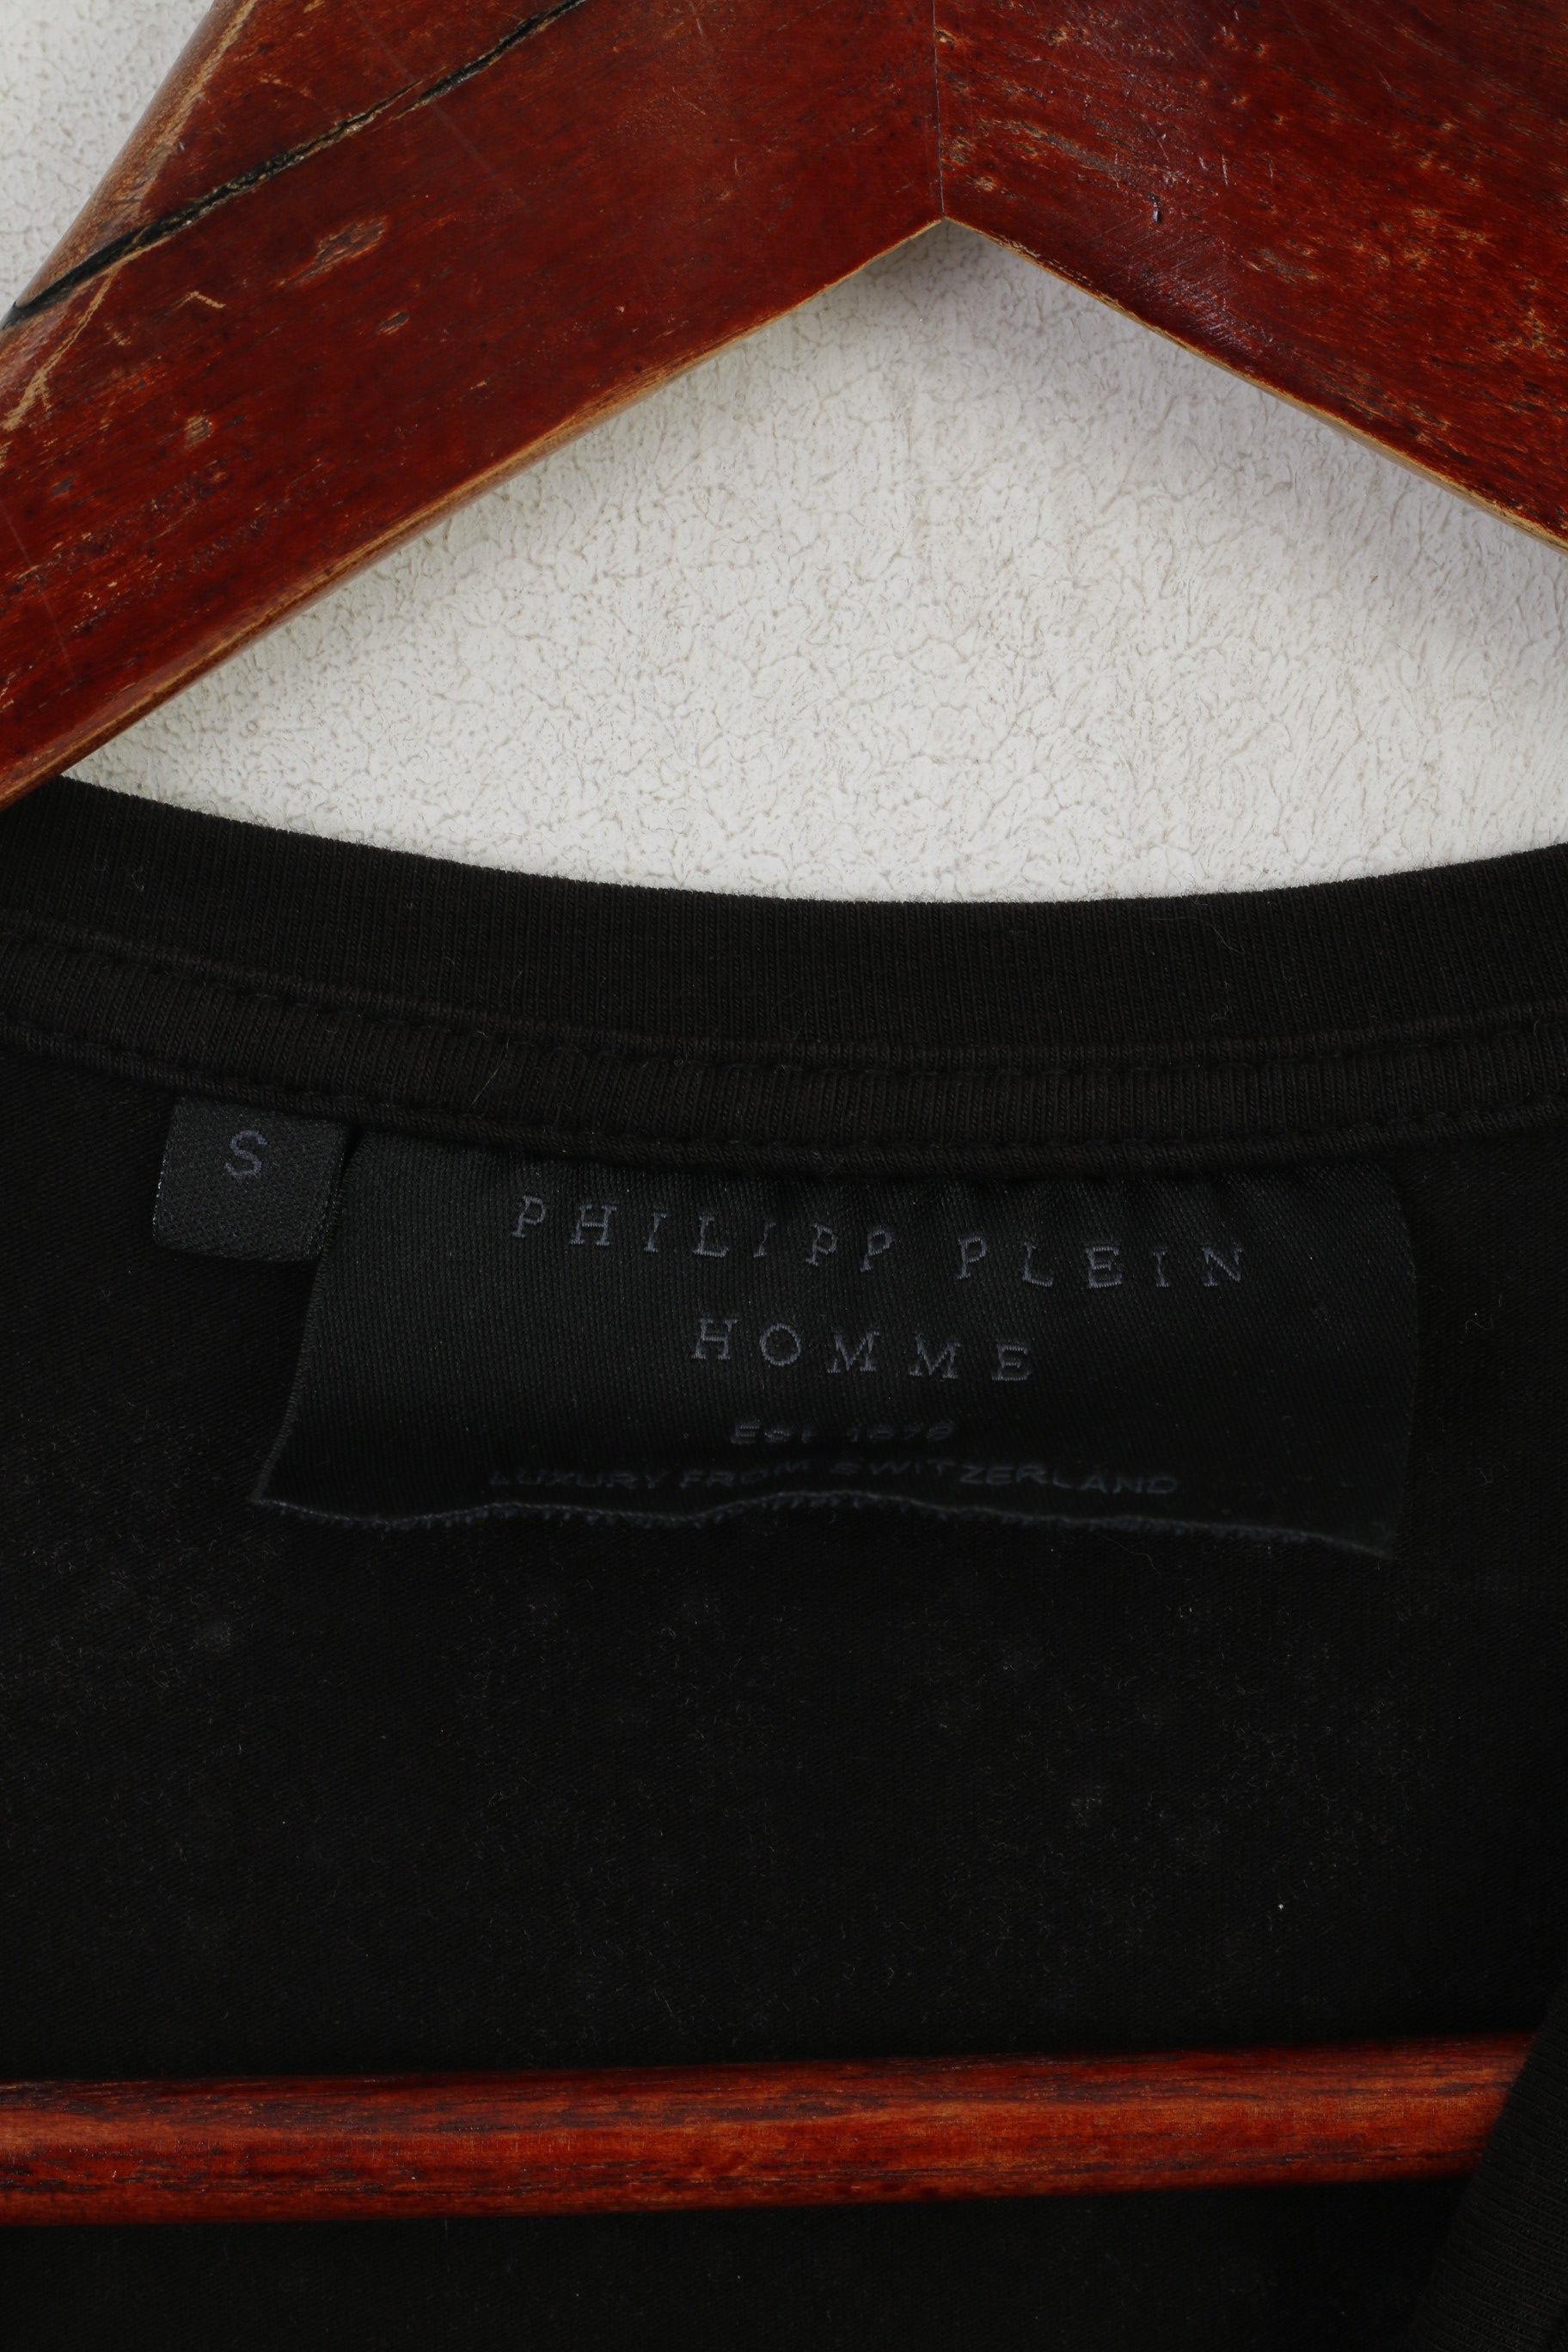 S
PHILIPP PLEIN
HOMME
EST 1978
LUXURY FROM SWITZERLAND